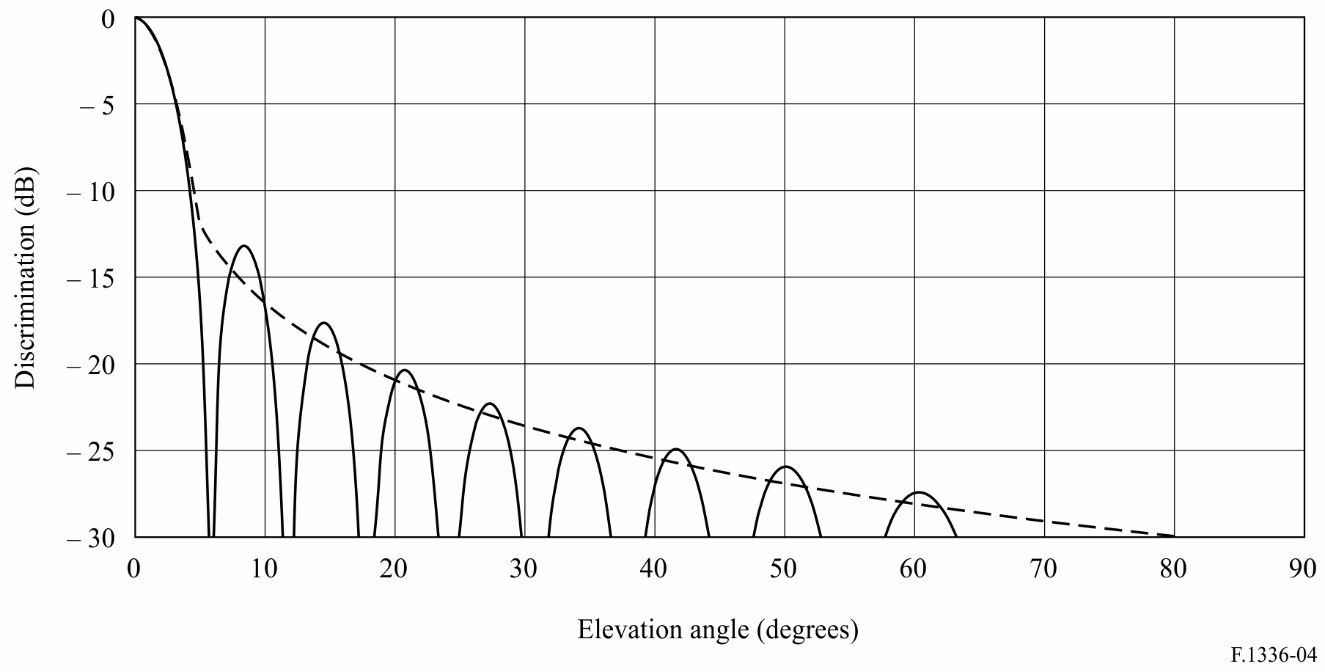 0
– 5
– 10
– 15
– 20
– 25
– 30
Discrimination (dB)
0 10 20 30 40 50 60 70 80 90
Elevation angle (degrees)
F.1336-04